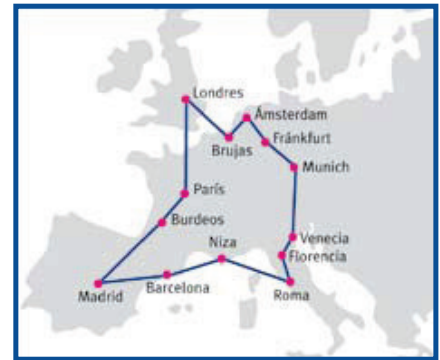 Londres
Ámsterdam
Brujas
Fránkfurt
Munich
París
Burdeos
Niza
Venecia
Florencia
Madrid
Barcelona
Roma